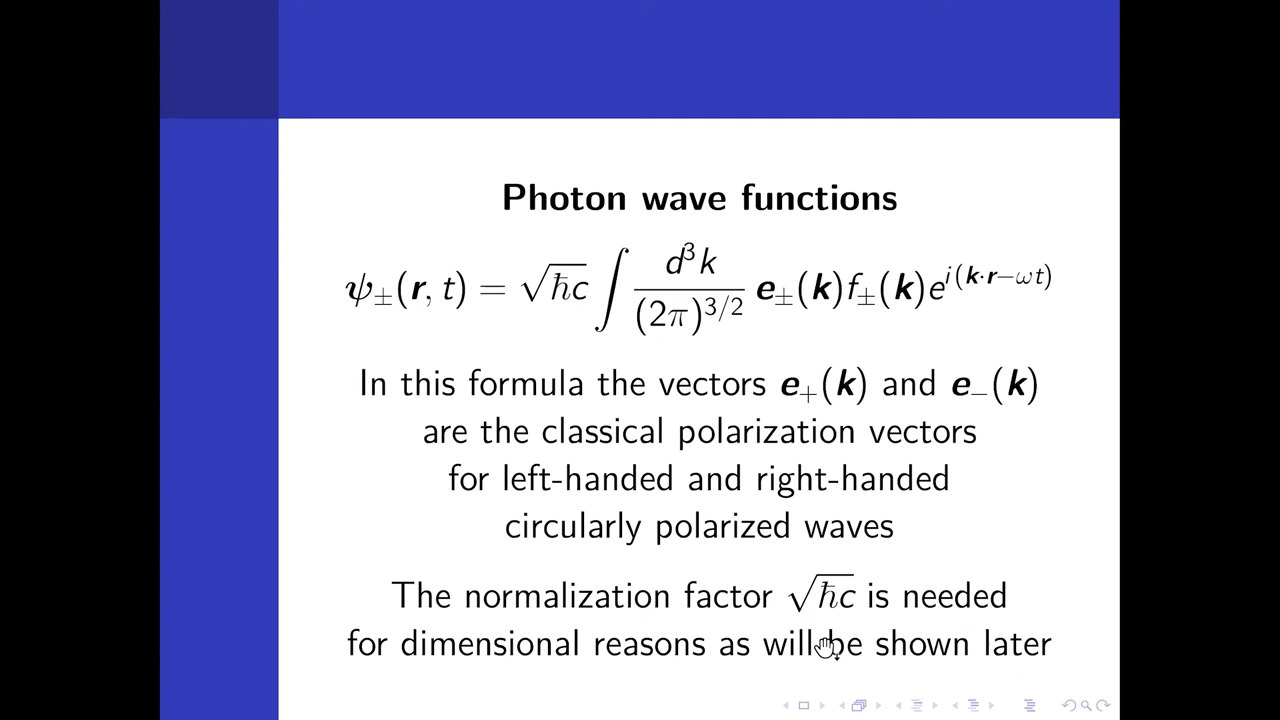 Photon wave functions
𝝍±(𝒓, t) = √ħc ∫ d³k/(2π)^{3/2} 𝒆±(𝒌)f±(𝒌)e^{i(𝒌·𝒓−ωt)}
In this formula the vectors 𝒆₊(𝒌) and 𝒆₋(𝒌)
are the classical polarization vectors
for left-handed and right-handed
circularly polarized waves
The normalization factor √ħc is needed
for dimensional reasons as will be shown later